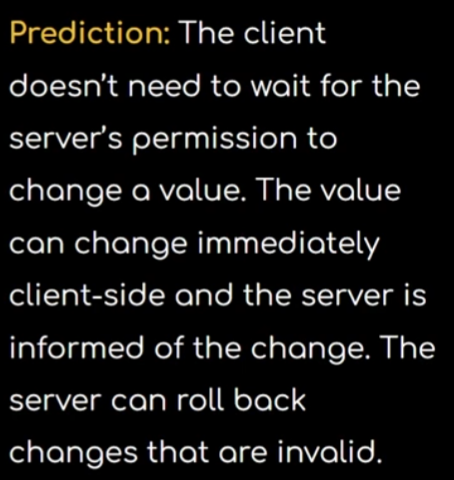 Prediction: The client
doesn't need to wait for the
server's permission to
change a value. The value
can change immediately
client-side and the server is
informed of the change. The
server can roll back
changes that are invalid.